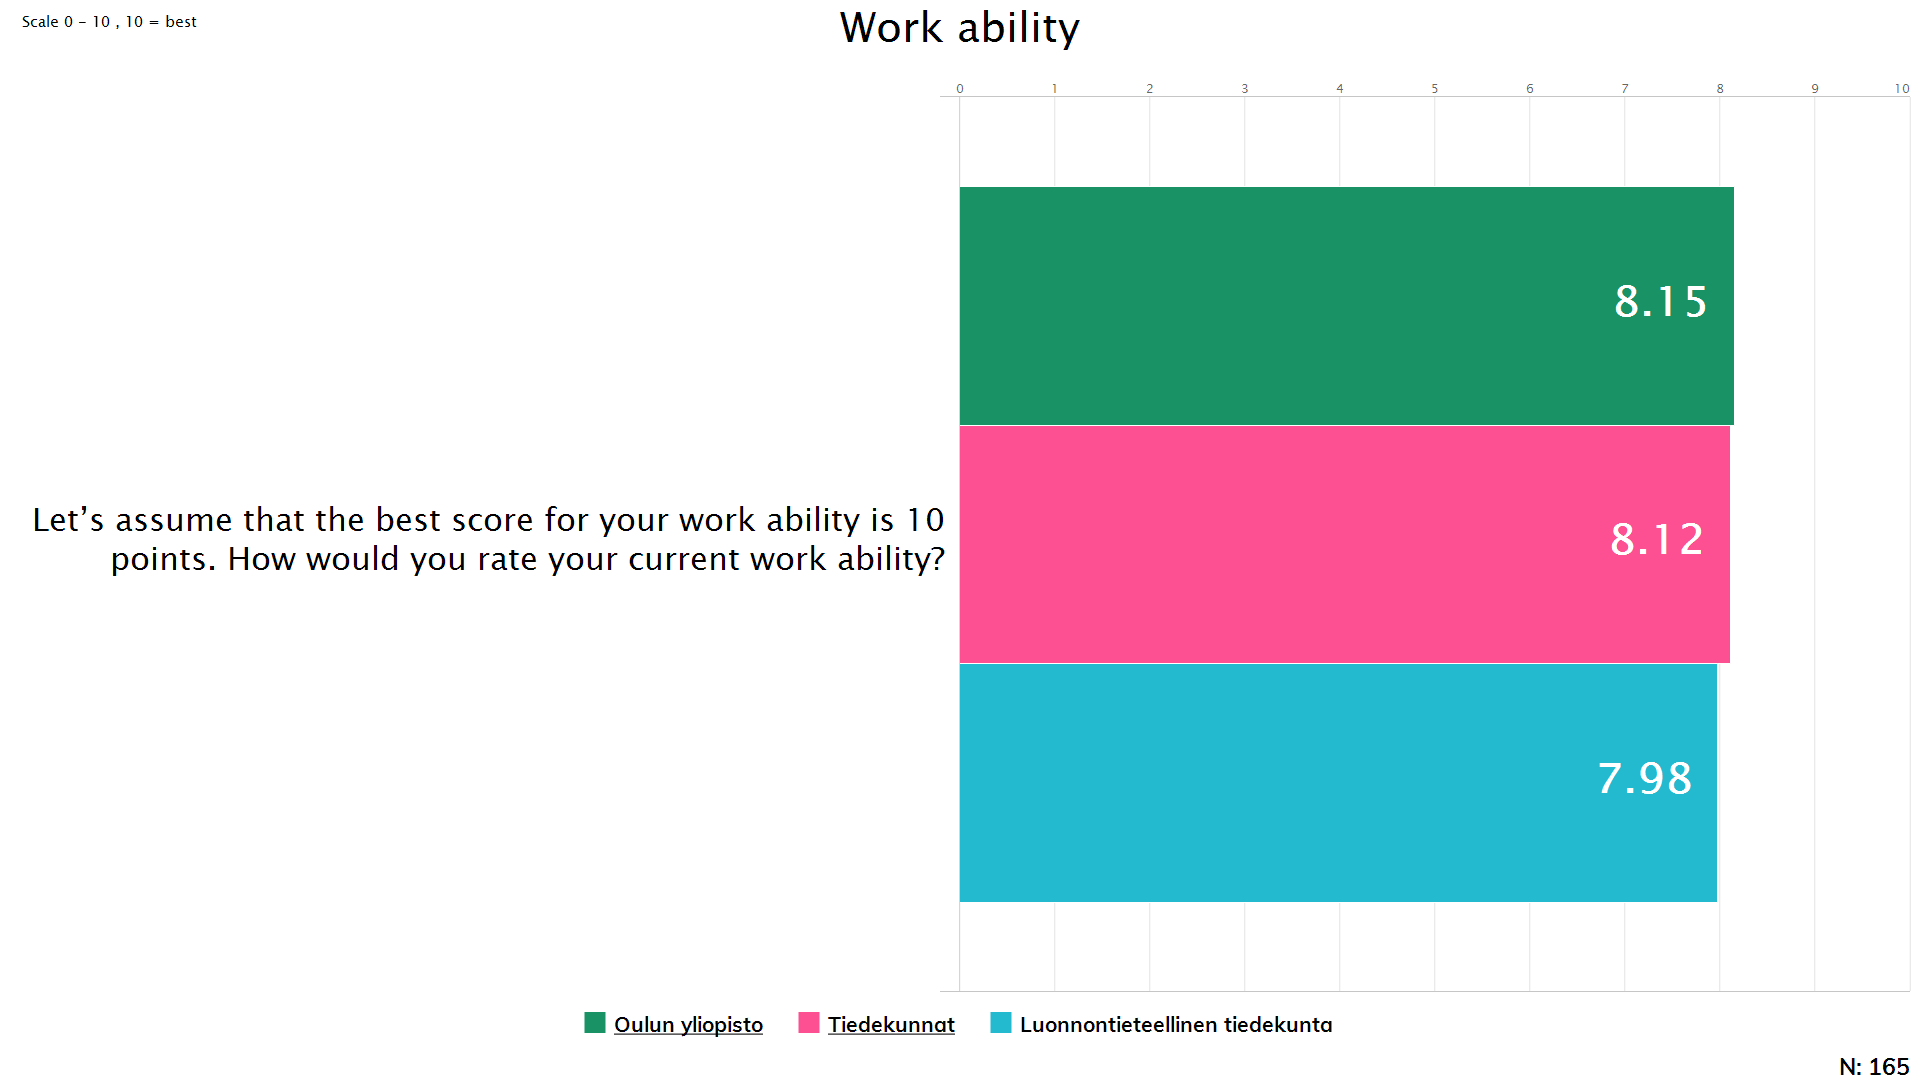 Scale 0 - 10 , 10 = best
Work ability
0 1 2 3 4 5 6 7 8 9 10
8.15
Let’s assume that the best score for your work ability is 10
points. How would you rate your current work ability?
8.12
7.98
Oulun yliopisto Tiedekunnat Luonnontieteellinen tiedekunta
N: 165